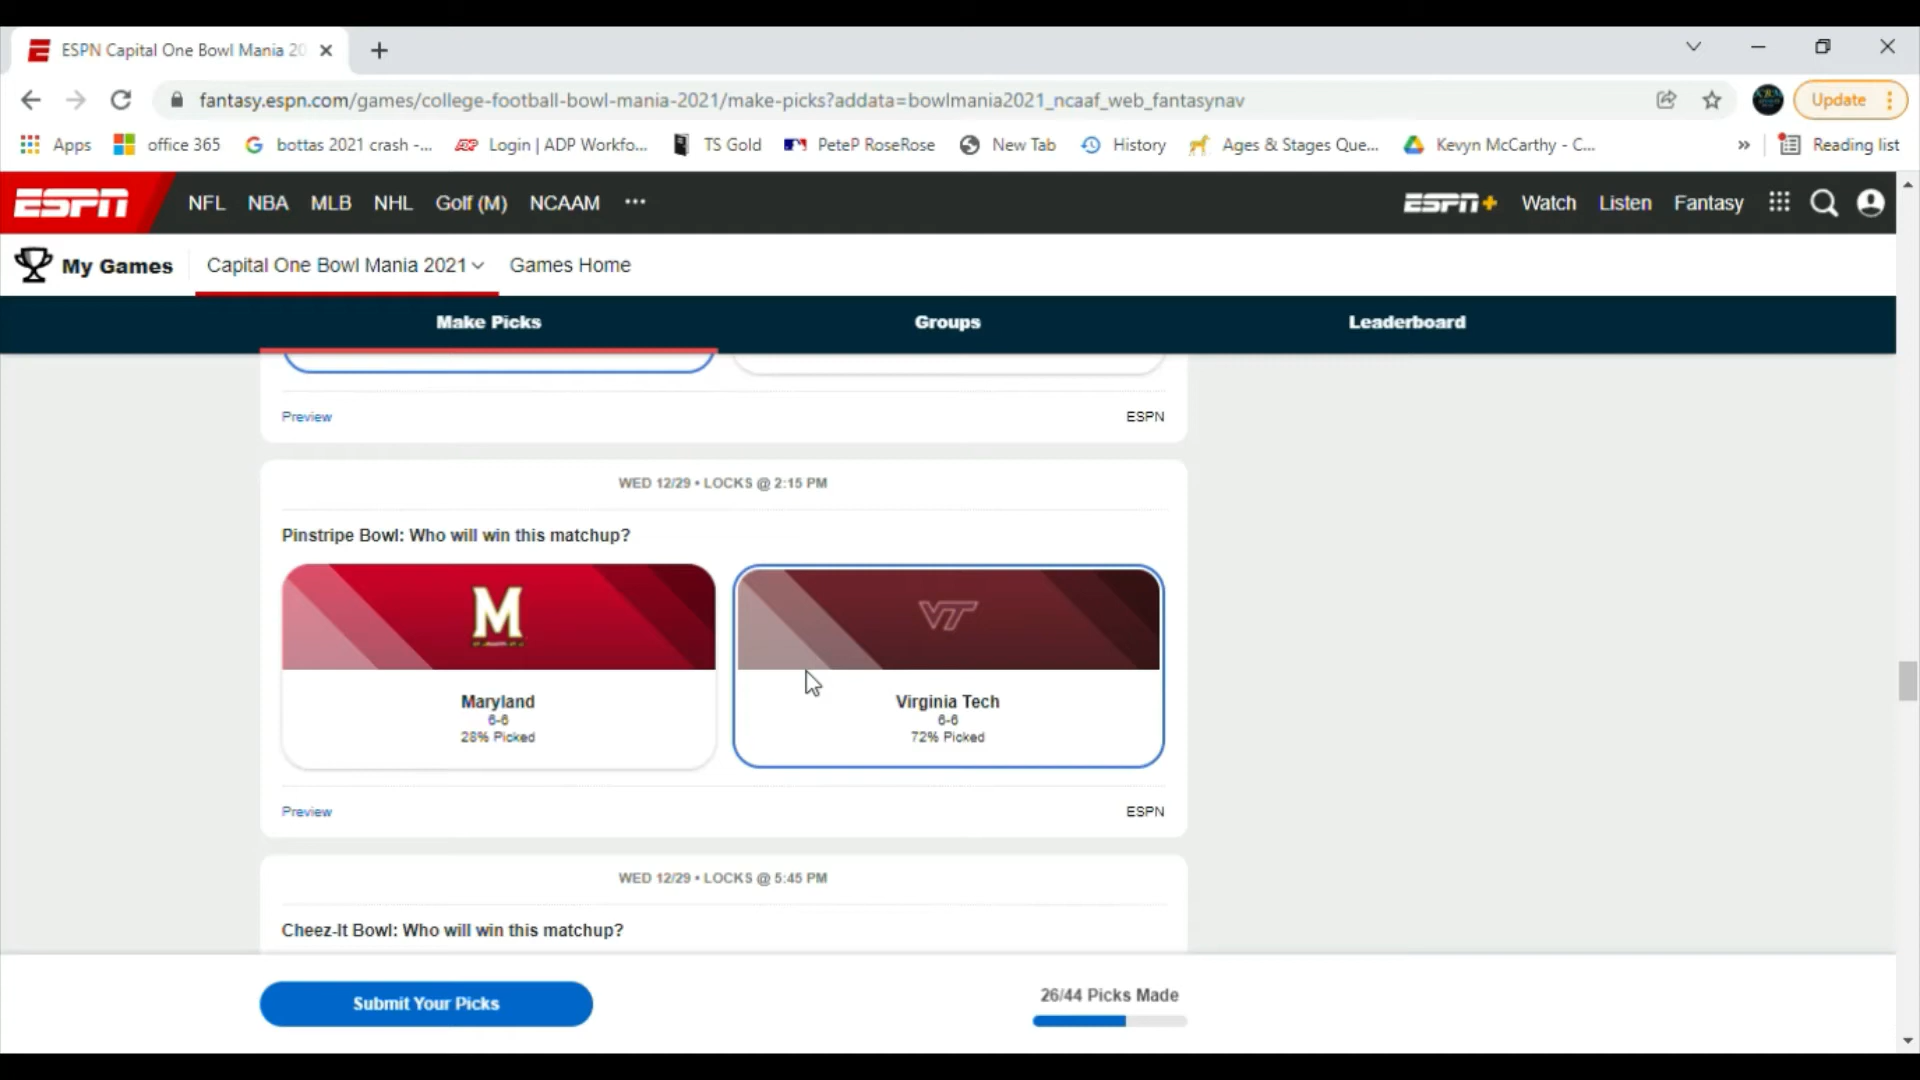 ESPN Capital One Bowl Mania 20
fantasy.espn.com/games/college-football-bowl-mania-2021/make-picks?addata=bowlmania2021_ncaaf_web_fantasynav
Update
Apps office 365 bottas 2021 crash -... Login | ADP Workfo... TS Gold PeteP RoseRose New Tab History Ages & Stages Que... Kevyn McCarthy - C... » Reading list
ESPN NFL NBA MLB NHL Golf (M) NCAAM ESPN+ Watch Listen Fantasy
My Games Capital One Bowl Mania 2021 Games Home
Make Picks Groups Leaderboard
Preview ESPN
WED 12/29 • LOCKS @ 2:15 PM
Pinstripe Bowl: Who will win this matchup?
M VT
Maryland Virginia Tech
6-6 6-6
28% Picked 72% Picked
Preview ESPN
WED 12/29 • LOCKS @ 5:45 PM
Cheez-It Bowl: Who will win this matchup?
Submit Your Picks 26/44 Picks Made